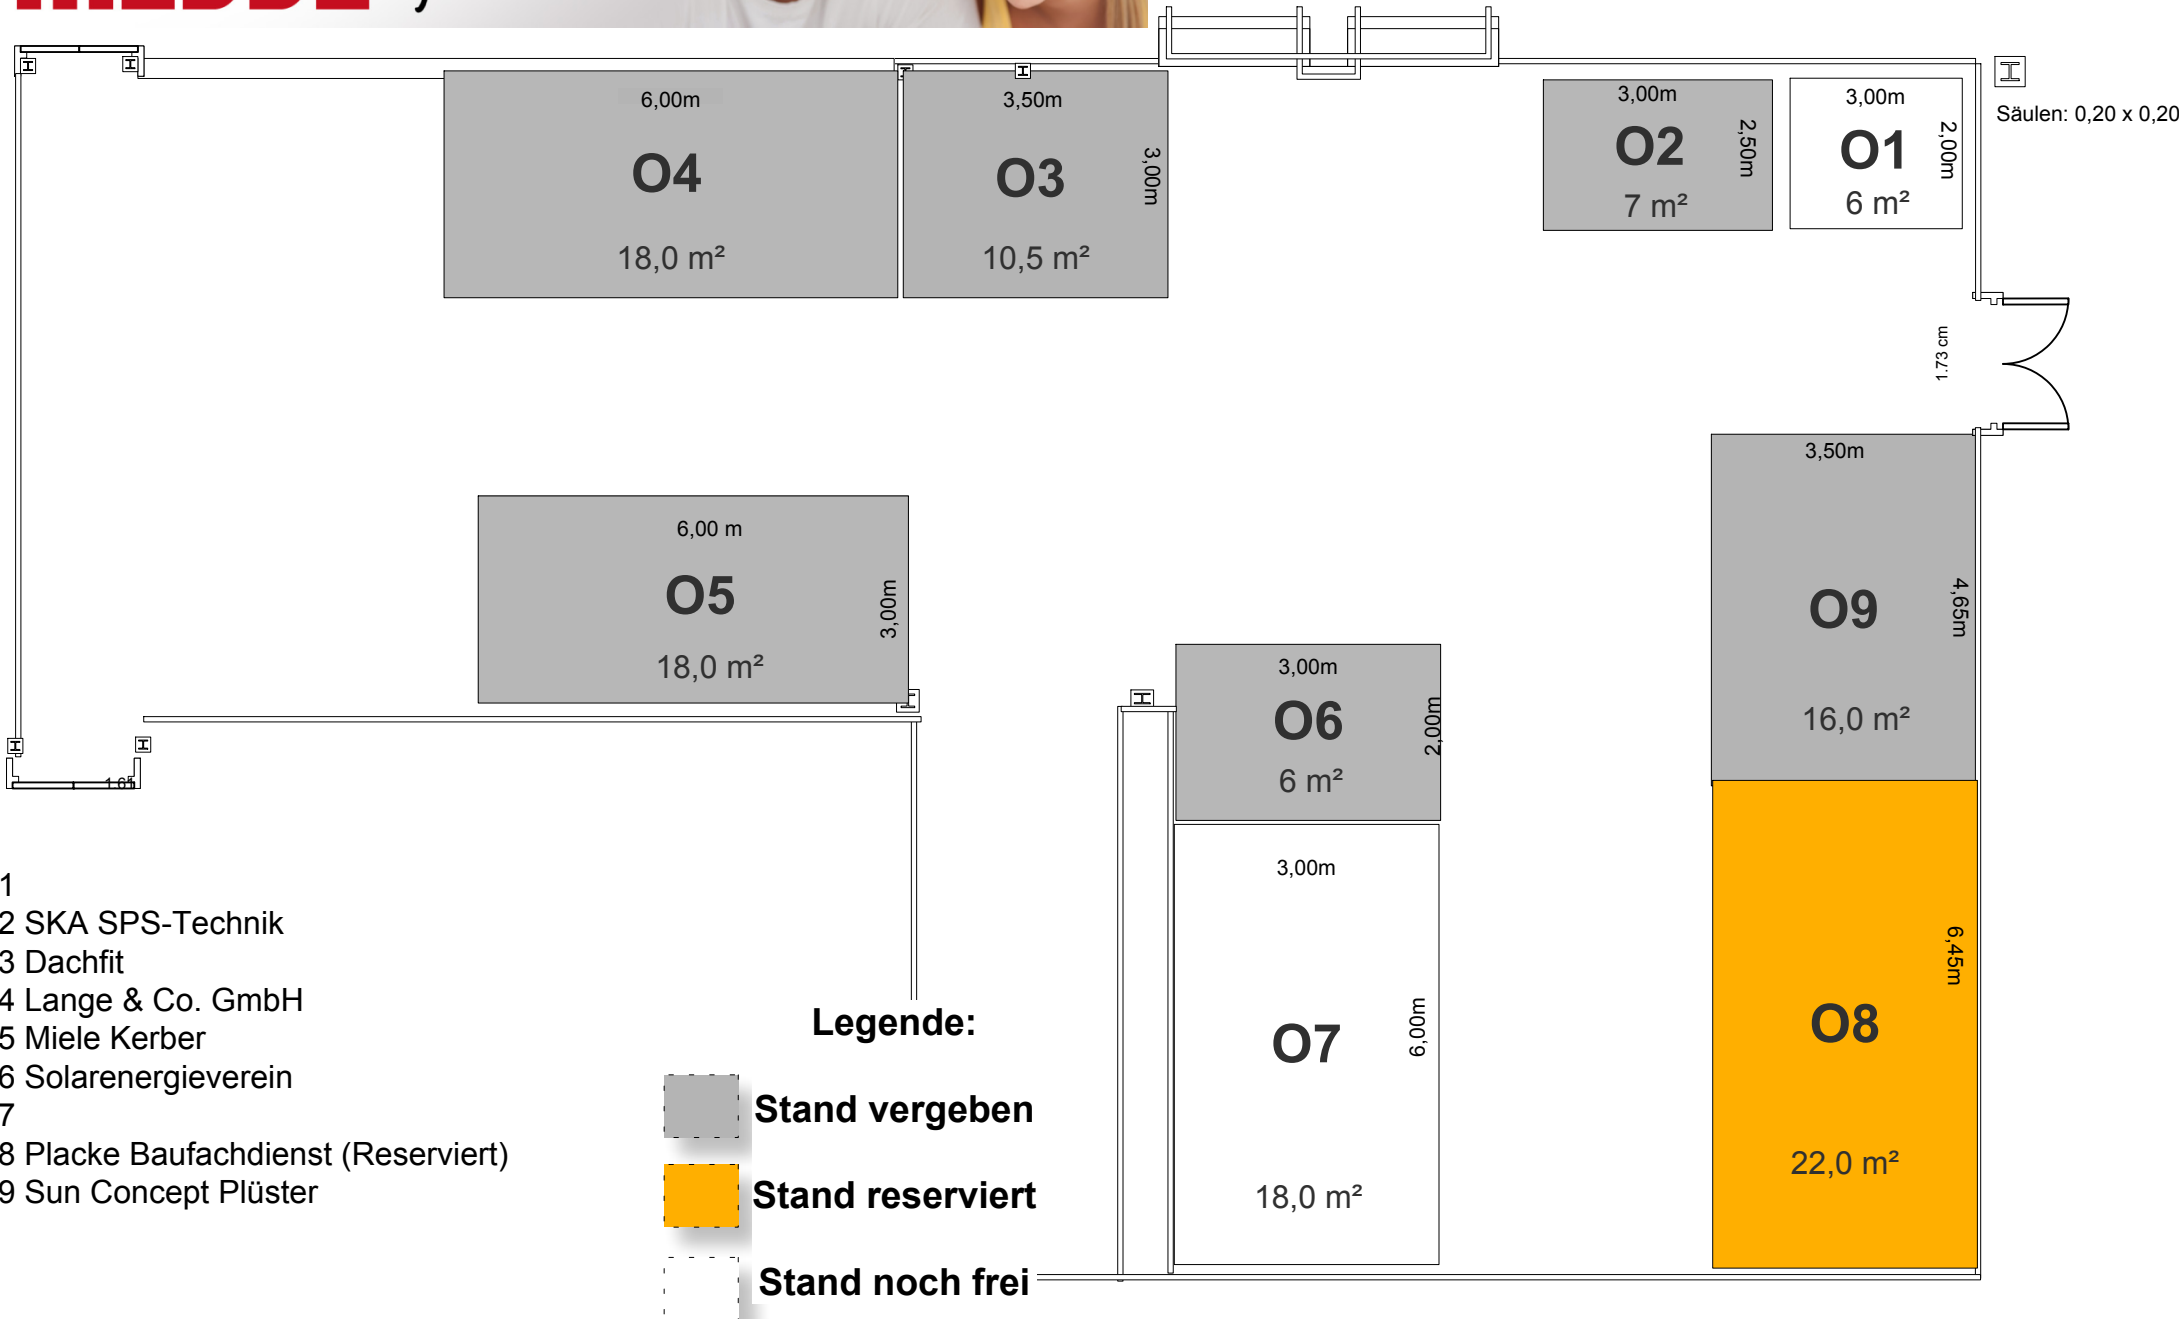 6,00m
O4
18,0 m²
3,50m
O3
3,00m
10,5 m²
3,00m
O2
2,50m
7 m²
3,00m
O1
2,00m
6 m²
Säulen: 0,20 x 0,20
1.73 cm
3,50m
O9
4,65m
16,0 m²
6,00 m
O5
3,00m
18,0 m²
3,00m
O6
2,00m
6 m²
1.61
3,00m
O7
6,00m
18,0 m²
6,45m
O8
22,0 m²
1
2 SKA SPS-Technik
3 Dachfit
4 Lange & Co. GmbH
5 Miele Kerber
6 Solarenergieverein
7
8 Placke Baufachdienst (Reserviert)
9 Sun Concept Plüster
Legende:
Stand vergeben
Stand reserviert
Stand noch frei